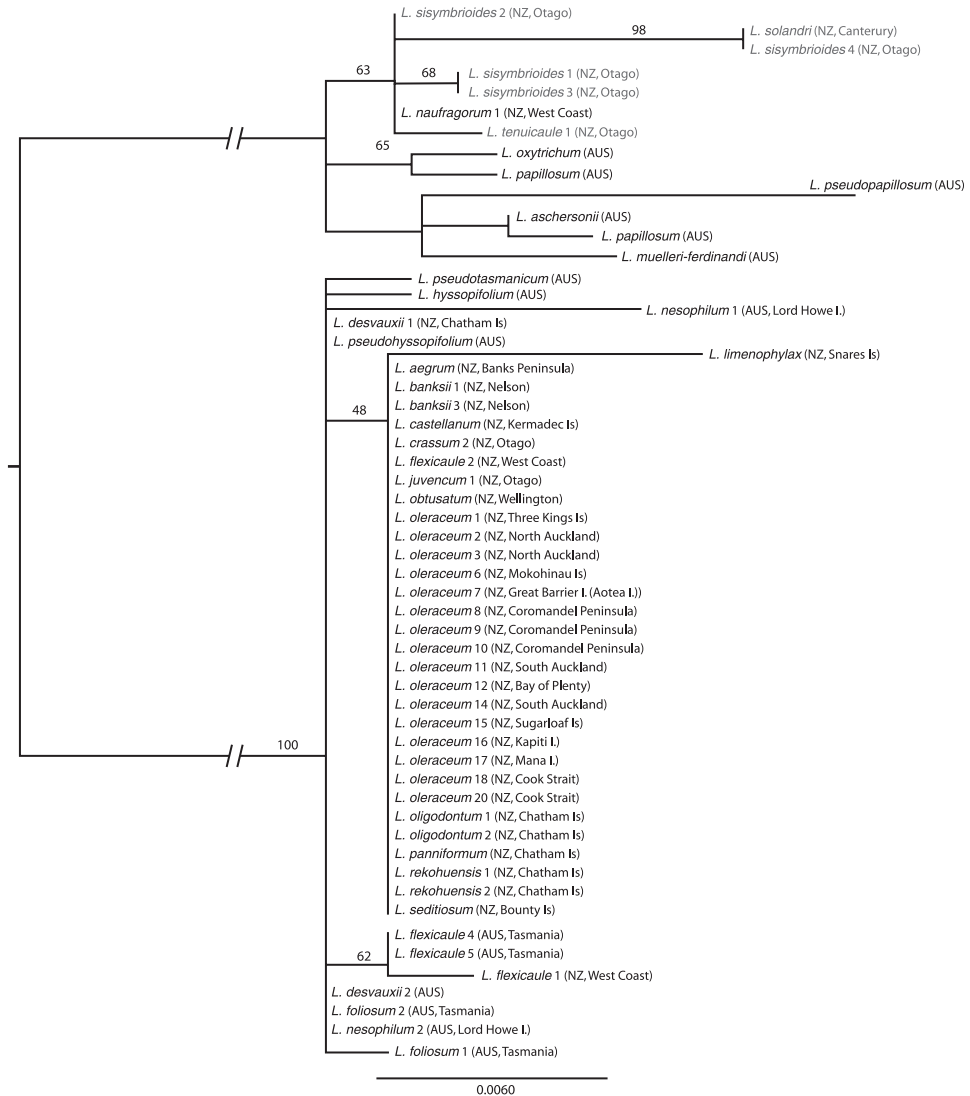 L. sisymbrioides 2 (NZ, Otago)
98
L. solandri (NZ, Canterury)
L. sisymbrioides 4 (NZ, Otago)
63
68
L. sisymbrioides 1 (NZ, Otago)
L. sisymbrioides 3 (NZ, Otago)
L. naufragorum 1 (NZ, West Coast)
L. tenuicaule 1 (NZ, Otago)
65
L. oxytrichum (AUS)
L. papillosum (AUS)
L. pseudopapillosum (AUS)
L. aschersonii (AUS)
L. papillosum (AUS)
L. muelleri-ferdinandi (AUS)
L. pseudotasmanicum (AUS)
L. hyssopifolium (AUS)
L. nesophilum 1 (AUS, Lord Howe I.)
L. desvauxii 1 (NZ, Chatham Is)
L. pseudohyssopifolium (AUS)
L. limenophylax (NZ, Snares Is)
L. aegrum (NZ, Banks Peninsula)
L. banksii 1 (NZ, Nelson)
L. banksii 3 (NZ, Nelson)
48
L. castellanum (NZ, Kermadec Is)
L. crassum 2 (NZ, Otago)
L. flexicaule 2 (NZ, West Coast)
L. juvencum 1 (NZ, Otago)
L. obtusatum (NZ, Wellington)
L. oleraceum 1 (NZ, Three Kings Is)
L. oleraceum 2 (NZ, North Auckland)
L. oleraceum 3 (NZ, North Auckland)
L. oleraceum 6 (NZ, Mokohinau Is)
L. oleraceum 7 (NZ, Great Barrier I. (Aotea I.))
L. oleraceum 8 (NZ, Coromandel Peninsula)
L. oleraceum 9 (NZ, Coromandel Peninsula)
L. oleraceum 10 (NZ, Coromandel Peninsula)
L. oleraceum 11 (NZ, South Auckland)
L. oleraceum 12 (NZ, Bay of Plenty)
L. oleraceum 14 (NZ, South Auckland)
L. oleraceum 15 (NZ, Sugarloaf Is)
100
L. oleraceum 16 (NZ, Kapiti I.)
L. oleraceum 17 (NZ, Mana I.)
L. oleraceum 18 (NZ, Cook Strait)
L. oleraceum 20 (NZ, Cook Strait)
L. oligodontum 1 (NZ, Chatham Is)
L. oligodontum 2 (NZ, Chatham Is)
L. panniformum (NZ, Chatham Is)
L. rekohuensis 1 (NZ, Chatham Is)
L. rekohuensis 2 (NZ, Chatham Is)
L. seditiosum (NZ, Bounty Is)
L. flexicaule 4 (AUS, Tasmania)
62
L. flexicaule 5 (AUS, Tasmania)
L. flexicaule 1 (NZ, West Coast)
L. desvauxii 2 (AUS)
L. foliosum 2 (AUS, Tasmania)
L. nesophilum 2 (AUS, Lord Howe I.)
L. foliosum 1 (AUS, Tasmania)
0.0060